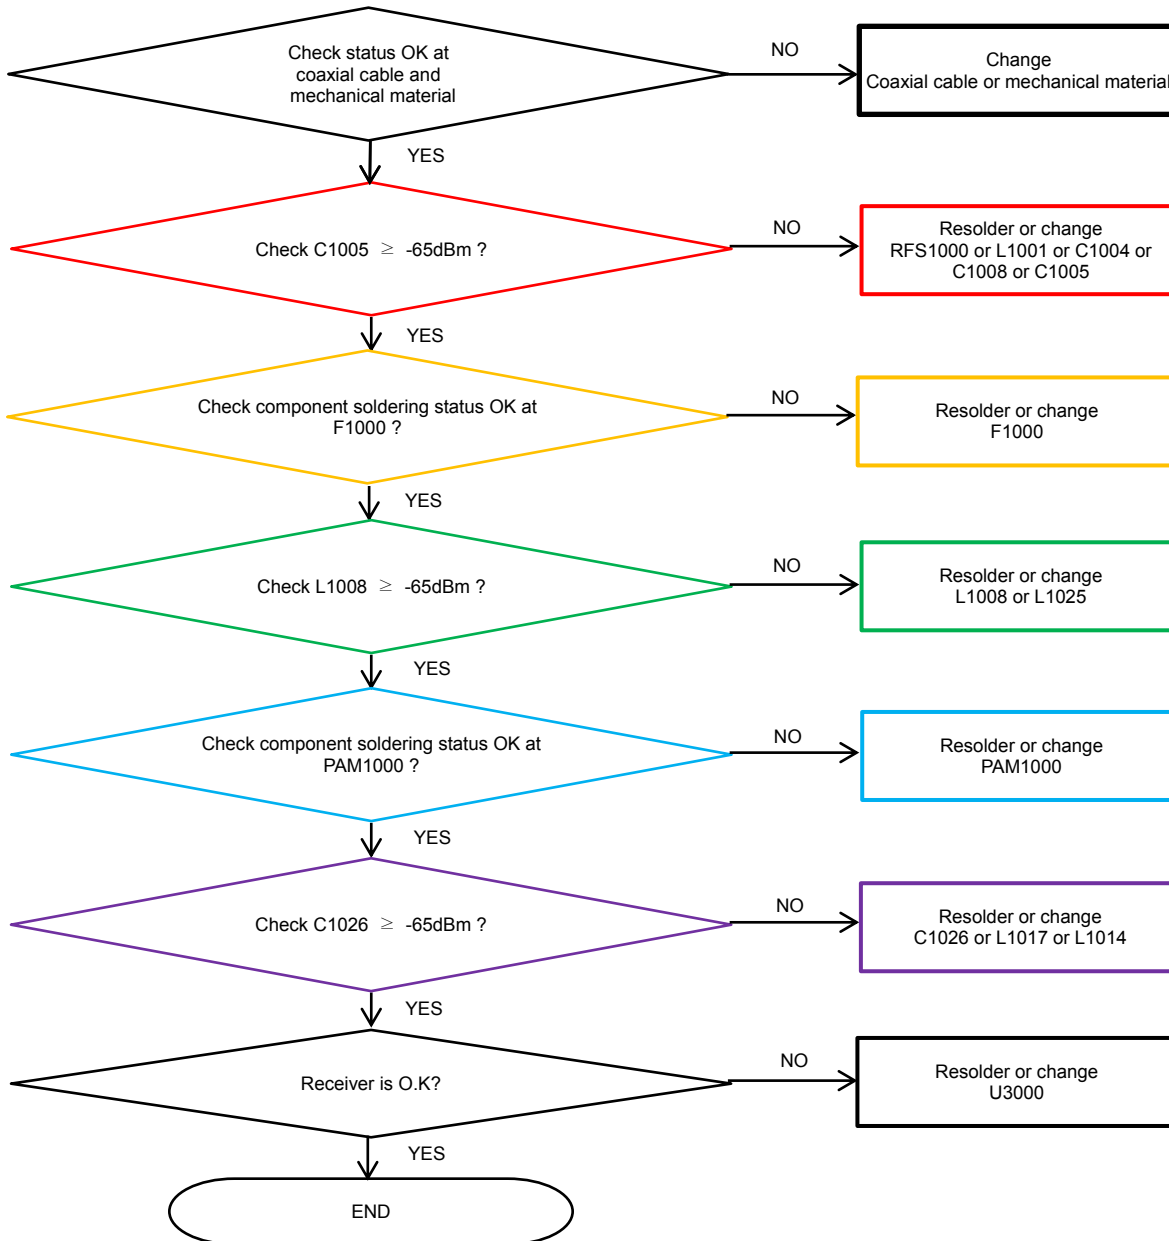 Check status OK at
coaxial cable and
mechanical material
NO
Change
Coaxial cable or mechanical material
YES
Check C1005 ≥ -65dBm ?
NO
Resolder or change
RFS1000 or L1001 or C1004 or
C1008 or C1005
YES
Check component soldering status OK at
F1000 ?
NO
Resolder or change
F1000
YES
Check L1008 ≥ -65dBm ?
NO
Resolder or change
L1008 or L1025
YES
Check component soldering status OK at
PAM1000 ?
NO
Resolder or change
PAM1000
YES
Check C1026 ≥ -65dBm ?
NO
Resolder or change
C1026 or L1017 or L1014
YES
Receiver is O.K?
NO
Resolder or change
U3000
YES
END